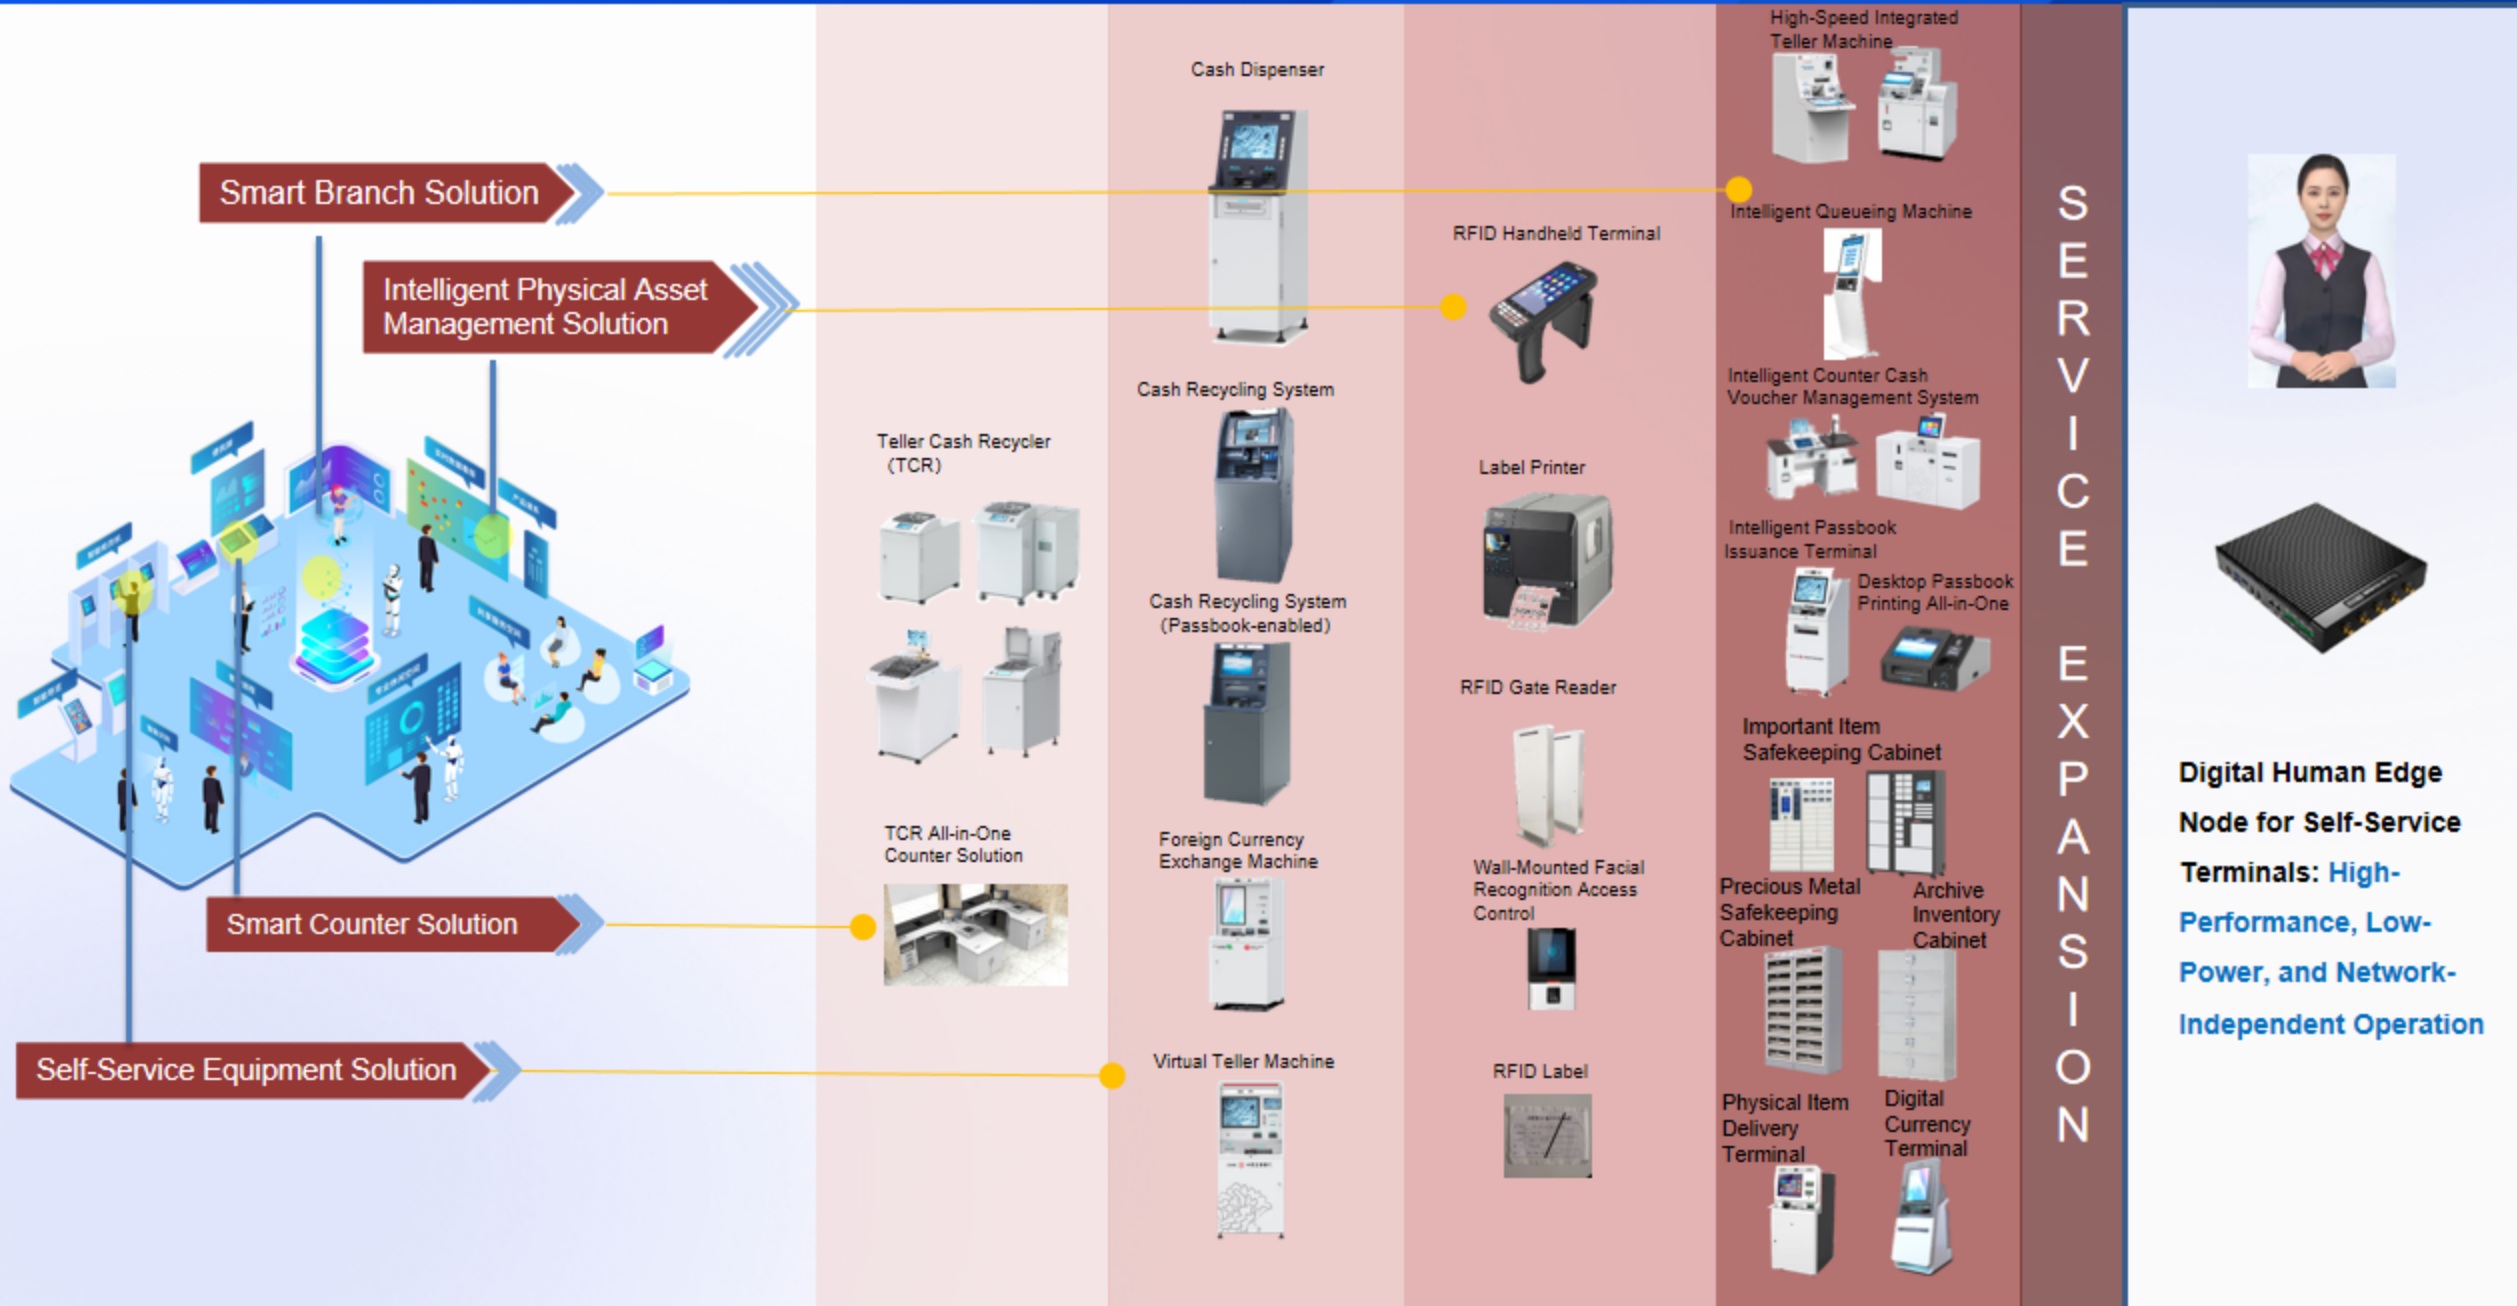 Smart Branch Solution
Intelligent Physical Asset
Management Solution
Smart Counter Solution
Self-Service Equipment Solution
Teller Cash Recycler
(TCR)
TCR All-in-One
Counter Solution
Cash Dispenser
Cash Recycling System
Cash Recycling System
(Passbook-enabled)
Foreign Currency
Exchange Machine
Virtual Teller Machine
RFID Handheld Terminal
Label Printer
RFID Gate Reader
Wall-Mounted Facial
Recognition Access
Control
RFID Label
High-Speed Integrated
Teller Machine
Intelligent Queueing Machine
Intelligent Counter Cash
Voucher Management System
Intelligent Passbook
Issuance Terminal
Desktop Passbook
Printing All-in-One
Important Item
Safekeeping Cabinet
Precious Metal
Safekeeping
Cabinet
Archive
Inventory
Cabinet
Physical Item
Delivery
Terminal
Digital
Currency
Terminal
SERVICE EXPANSION
Digital Human Edge
Node for Self-Service
Terminals: High-
Performance, Low-
Power, and Network-
Independent Operation